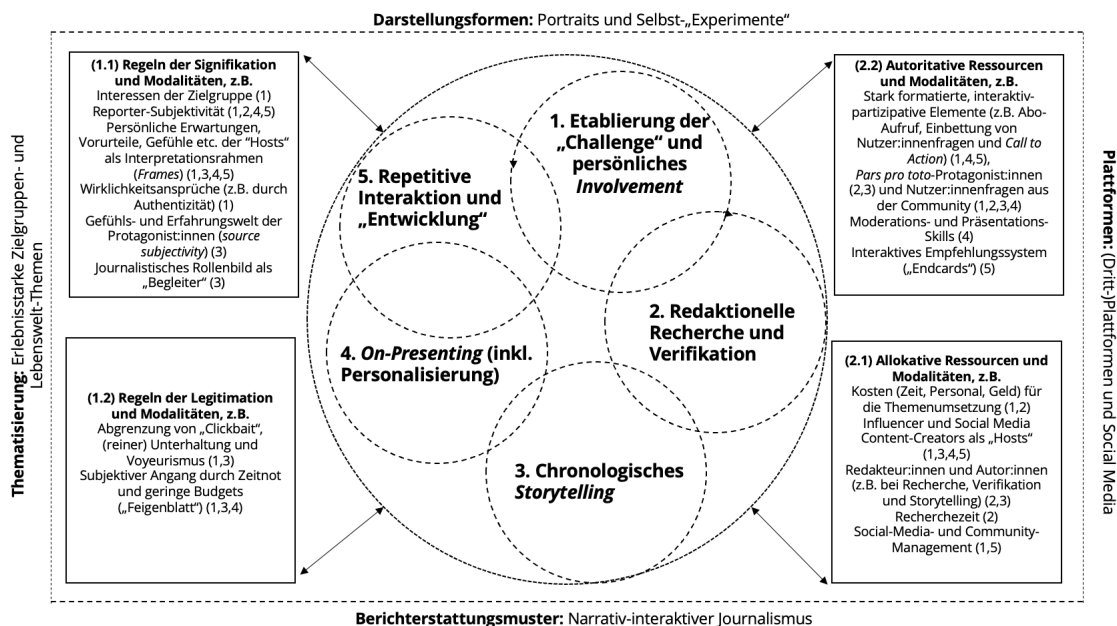 Darstellungsformen: Portraits und Selbst-„Experimente“
Thematisierung: Erlebnisstarke Zielgruppen- und
Lebenswelt-Themen
(1.1) Regeln der Signifikation
und Modalitäten, z.B.
Interessen der Zielgruppe (1)
Reporter-Subjektivität (1,2,4,5)
Persönliche Erwartungen,
Vorurteile, Gefühle etc. der “Hosts‘
als Interpretationsrahmen
(Frames) (1,3,4,5)
Wirklichkeitsansprüche (z.B. durch
Authentizität) (1)
Gefühls- und Erfahrungswelt der
Protagonist:innen (source
subjectivity) (3)
Journalistisches Rollenbild als
„Begleiter“ (3)
(1.2) Regeln der Legitimation
und Modalitäten, z.B.
Abgrenzung von „Clickbait“,
(reiner) Unterhaltung und
Voyeurismus (1,3)
Subjektiver Angang durch Zeitnot
und geringe Budgets
(„Feigenblatt“) (1,3,4)
1. Etablierung der
„Challenge“ und
persönliches
Involvement
2. Redaktionelle
Recherche und
Verifikation
3. Chronologisches
Storytelling
4. On-Presenting (inkl.
Personalisierung)
5. Repetitive
Interaktion und
„Entwicklung“
(2.2) Autoritative Ressourcen
und Modalitäten, z.B.
Stark formatierte, interaktiv-
partizipative Elemente (z.B. Abo-
Aufruf, Einbettung von
Nutzer:innenfragen und Call to
Action) (1,4,5),
Pars pro toto-Protagonist:innen
(2,3) und Nutzer:innenfragen aus
der Community (1,2,3,4)
Moderations- und Präsentations-
Skills (4)
Interaktives Empfehlungssystem
(„Endcards“) (5)
(2.1) Allokative Ressourcen und
Modalitäten, z.B.
Kosten (Zeit, Personal, Geld) für
die Themenumsetzung (1,2)
Influencer und Social Media
Content-Creators als „Hosts“
(1,3,4,5)
Redakteur:innen und Autor:innen
(z.B. bei Recherche, Verifikation
und Storytelling) (2,3)
Recherchezeit (2)
Social-Media- und Community-
Management (1,5)
Plattformen: (Dritt-)Plattformen und Social Media
Berichterstattungsmuster: Narrativ-interaktiver Journalismus